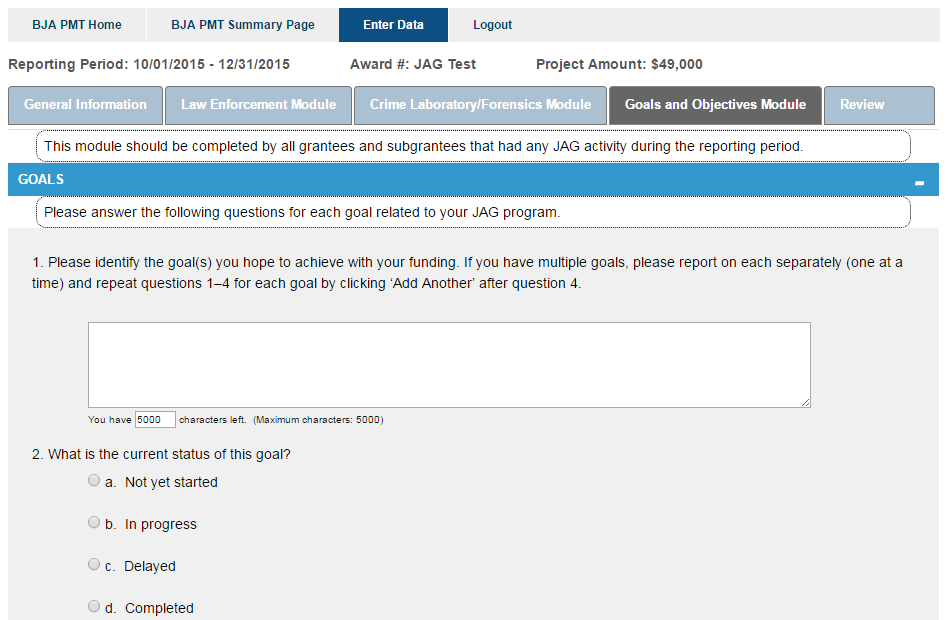 BJA PMT Home BJA PMT Summary Page Enter Data Logout
Reporting Period: 10/01/2015 - 12/31/2015 Award #: JAG Test Project Amount: $49,000
General Information Law Enforcement Module Crime Laboratory/Forensics Module Goals and Objectives Module Review
This module should be completed by all grantees and subgrantees that had any JAG activity during the reporting period.
GOALS
Please answer the following questions for each goal related to your JAG program.
1. Please identify the goal(s) you hope to achieve with your funding. If you have multiple goals, please report on each separately (one at a
time) and repeat questions 1–4 for each goal by clicking ‘Add Another’ after question 4.
You have 5000 characters left. (Maximum characters: 5000)
2. What is the current status of this goal?
a. Not yet started
b. In progress
c. Delayed
d. Completed